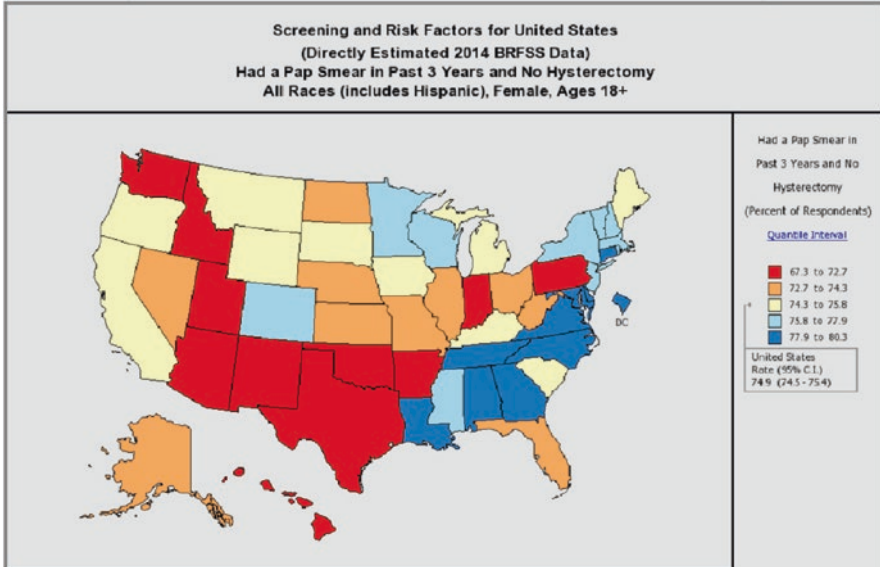 Screening and Risk Factors for United States
(Directly Estimated 2014 BRFSS Data)
Had a Pap Smear in Past 3 Years and No Hysterectomy
All Races (includes Hispanic), Female, Ages 18+
Had a Pap Smear in
Past 3 Years and No
Hysterectomy
(Percent of Respondents)
Quantile Interval
67.3 to 72.7
72.7 to 74.3
74.3 to 75.8
75.8 to 77.9
77.9 to 80.3
United States
Rate (95% C.I.)
74.9 (74.5 - 75.4)
DC